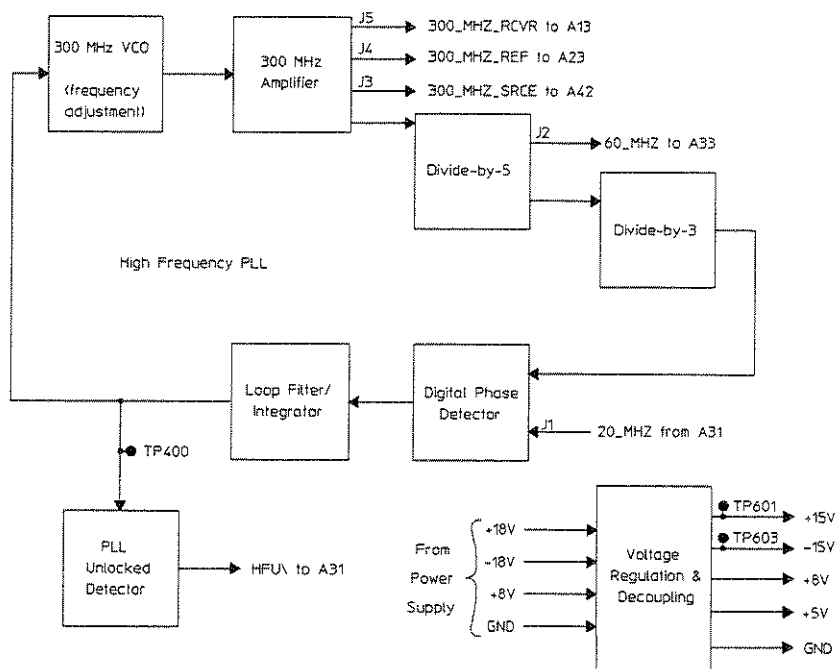 300 MHz VCO
(frequency
adjustment)
300 MHz
Amplifier
J5
300_MHZ_RCVR to A13
J4
300_MHZ_REF to A23
J3
300_MHZ_SRCE to A42
Divide-by-5
J2
60_MHZ to A33
Divide-by-3
High Frequency PLL
Loop Filter/
Integrator
Digital Phase
Detector
J1
20_MHZ from A31
TP400
PLL
Unlocked
Detector
HFU\ to A31
From
Power
Supply
+18V
-18V
+8V
GND
Voltage
Regulation &
Decoupling
TP601
+15V
TP603
-15V
+8V
+5V
GND